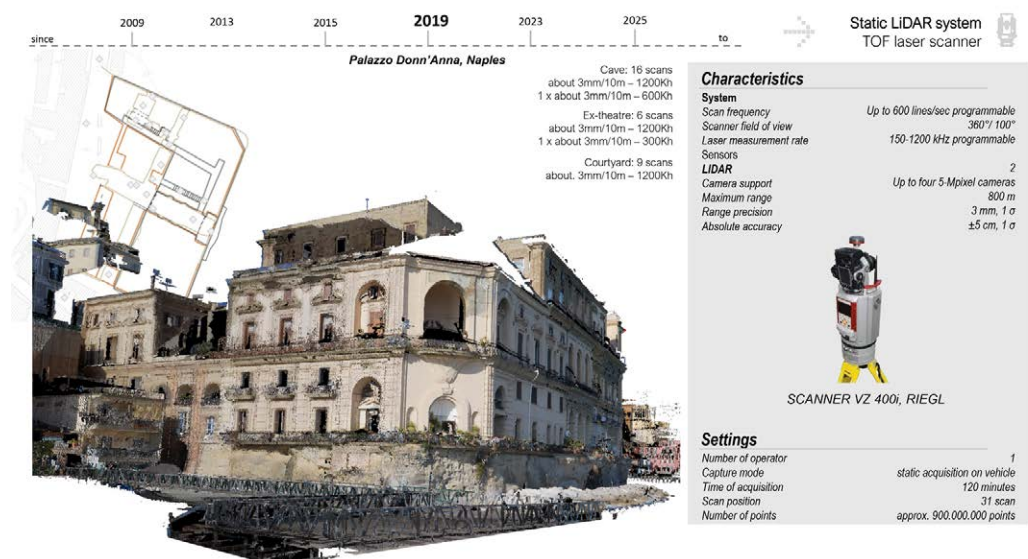 2009 2013 2015 2019 2023 2025
since to
Palazzo Donn'Anna, Naples
Cave: 16 scans
about 3mm/10m – 1200Kh
1 x about 3mm/10m – 600Kh
Ex-theatre: 6 scans
about 3mm/10m – 1200Kh
1 x about 3mm/10m – 300Kh
Courtyard: 9 scans
about. 3mm/10m – 1200Kh
Static LiDAR system
TOF laser scanner
Characteristics
System
Scan frequency Up to 600 lines/sec programmable
Scanner field of view 360°/ 100°
Laser measurement rate 150-1200 kHz programmable
Sensors
LIDAR 2
Camera support Up to four 5-Mpixel cameras
Maximum range 800 m
Range precision 3 mm, 1 σ
Absolute accuracy ±5 cm, 1 σ
SCANNER VZ 400i, RIEGL
Settings
Number of operator 1
Capture mode static acquisition on vehicle
Time of acquisition 120 minutes
Scan position 31 scan
Number of points approx. 900.000.000 points